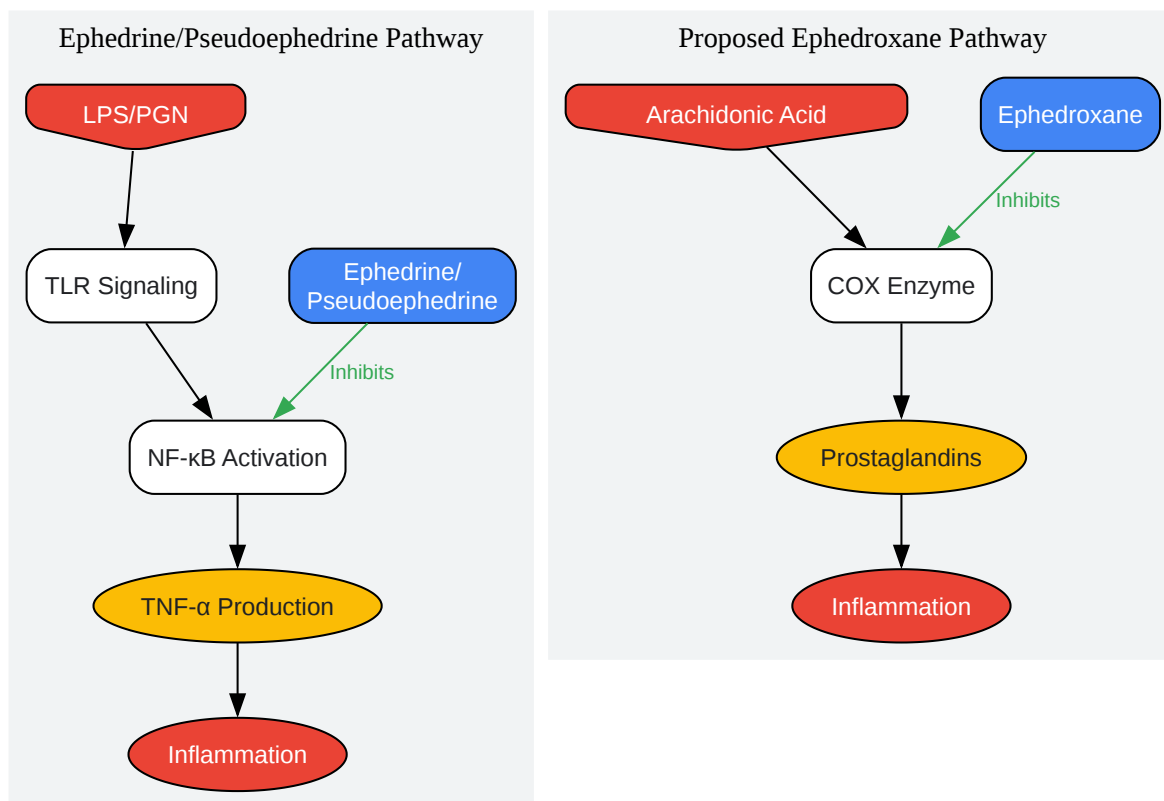 Ephedrine/Pseudoephedrine Pathway
LPS/PGN
TLR Signaling
Ephedrine/
Pseudoephedrine
Inhibits
NF-κB Activation
TNF-α Production
Inflammation
Proposed Ephedroxane Pathway
Arachidonic Acid
Ephedroxane
Inhibits
COX Enzyme
Prostaglandins
Inflammation